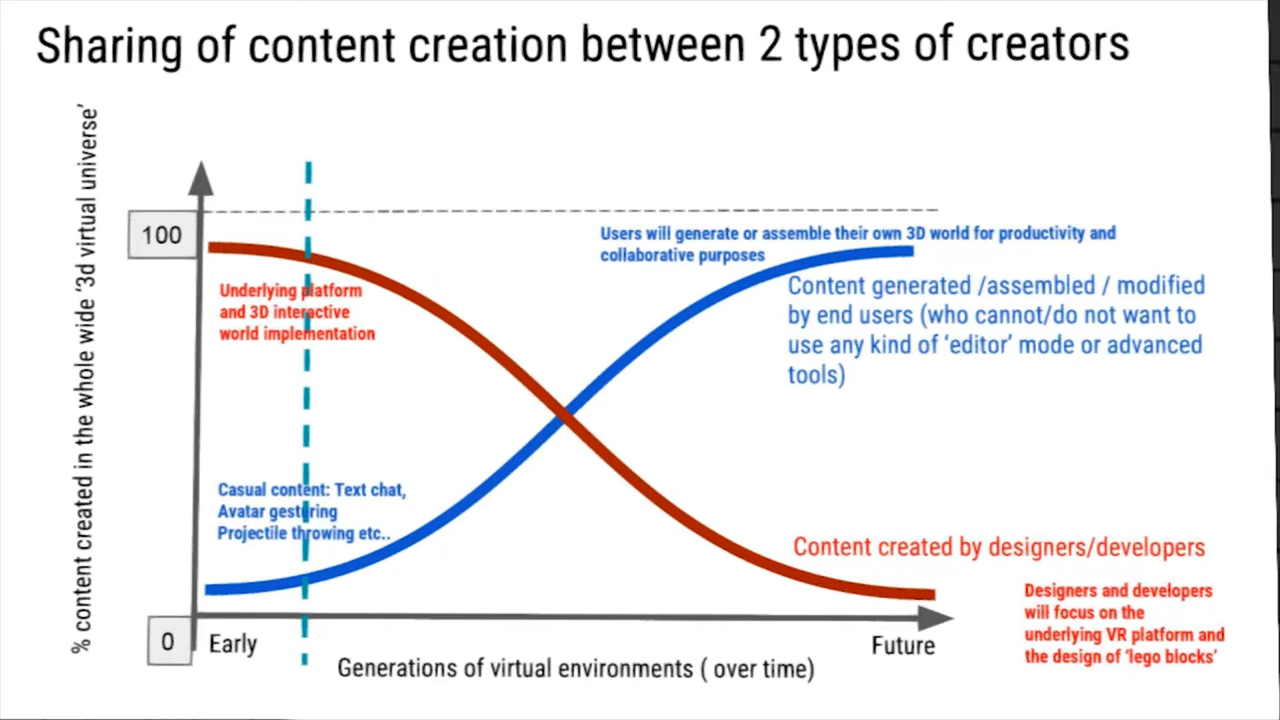 Sharing of content creation between 2 types of creators
% content created in the whole wide '3d virtual universe'
100
Users will generate or assemble their own 3D world for productivity and
collaborative purposes
Content generated /assembled / modified
by end users (who cannot/do not want to
use any kind of 'editor' mode or advanced
tools)
Underlying platform
and 3D interactive
world implementation
Casual content: Text chat,
Avatar gesturing
Projectile throwing etc..
Content created by designers/developers
Designers and developers
will focus on the
underlying VR platform and
the design of 'lego blocks'
0
Early
Future
Generations of virtual environments ( over time)